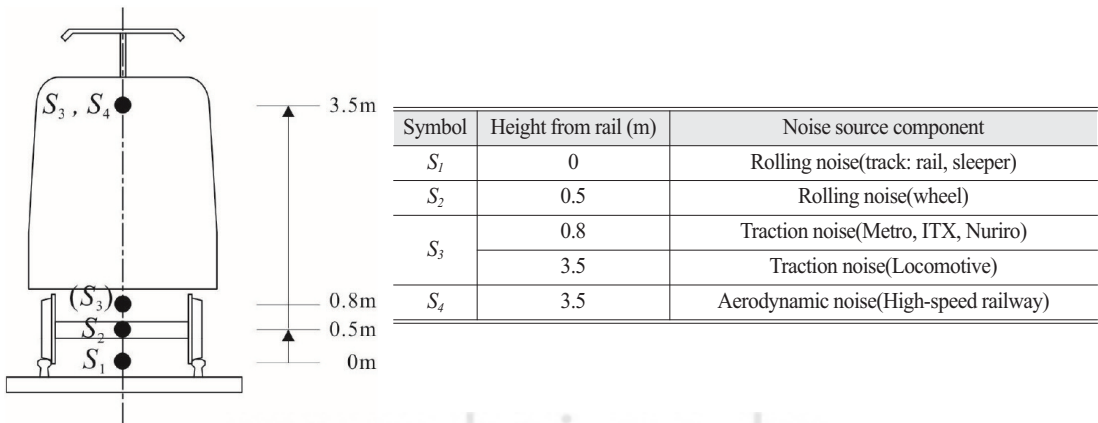 S₃ , S₄
3.5m
(S₃)
0.8m
S₂
0.5m
S₁
0m
Symbol Height from rail (m) Noise source component
S₁ 0 Rolling noise(track: rail, sleeper)
S₂ 0.5 Rolling noise(wheel)
S₃ 0.8 Traction noise(Metro, ITX, Nuriro)
3.5 Traction noise(Locomotive)
S₄ 3.5 Aerodynamic noise(High-speed railway)